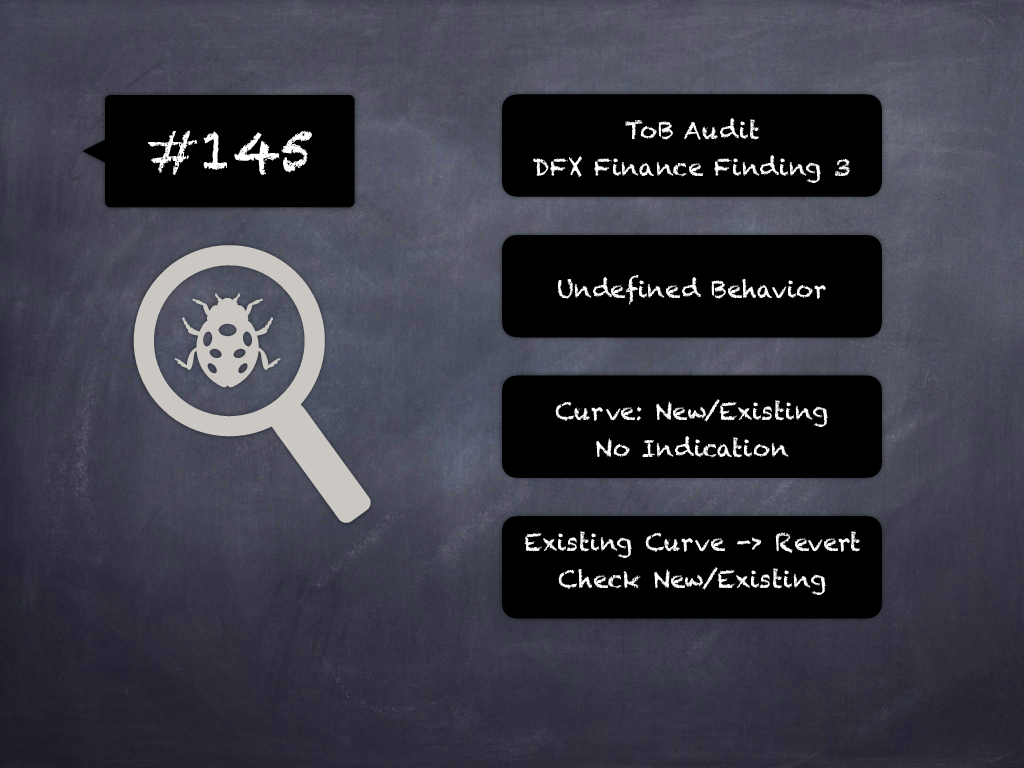 #145
ToB Audit
DFX Finance Finding 3
Undefined Behavior
Curve: New/Existing
No Indication
Existing Curve -> Revert
Check New/Existing